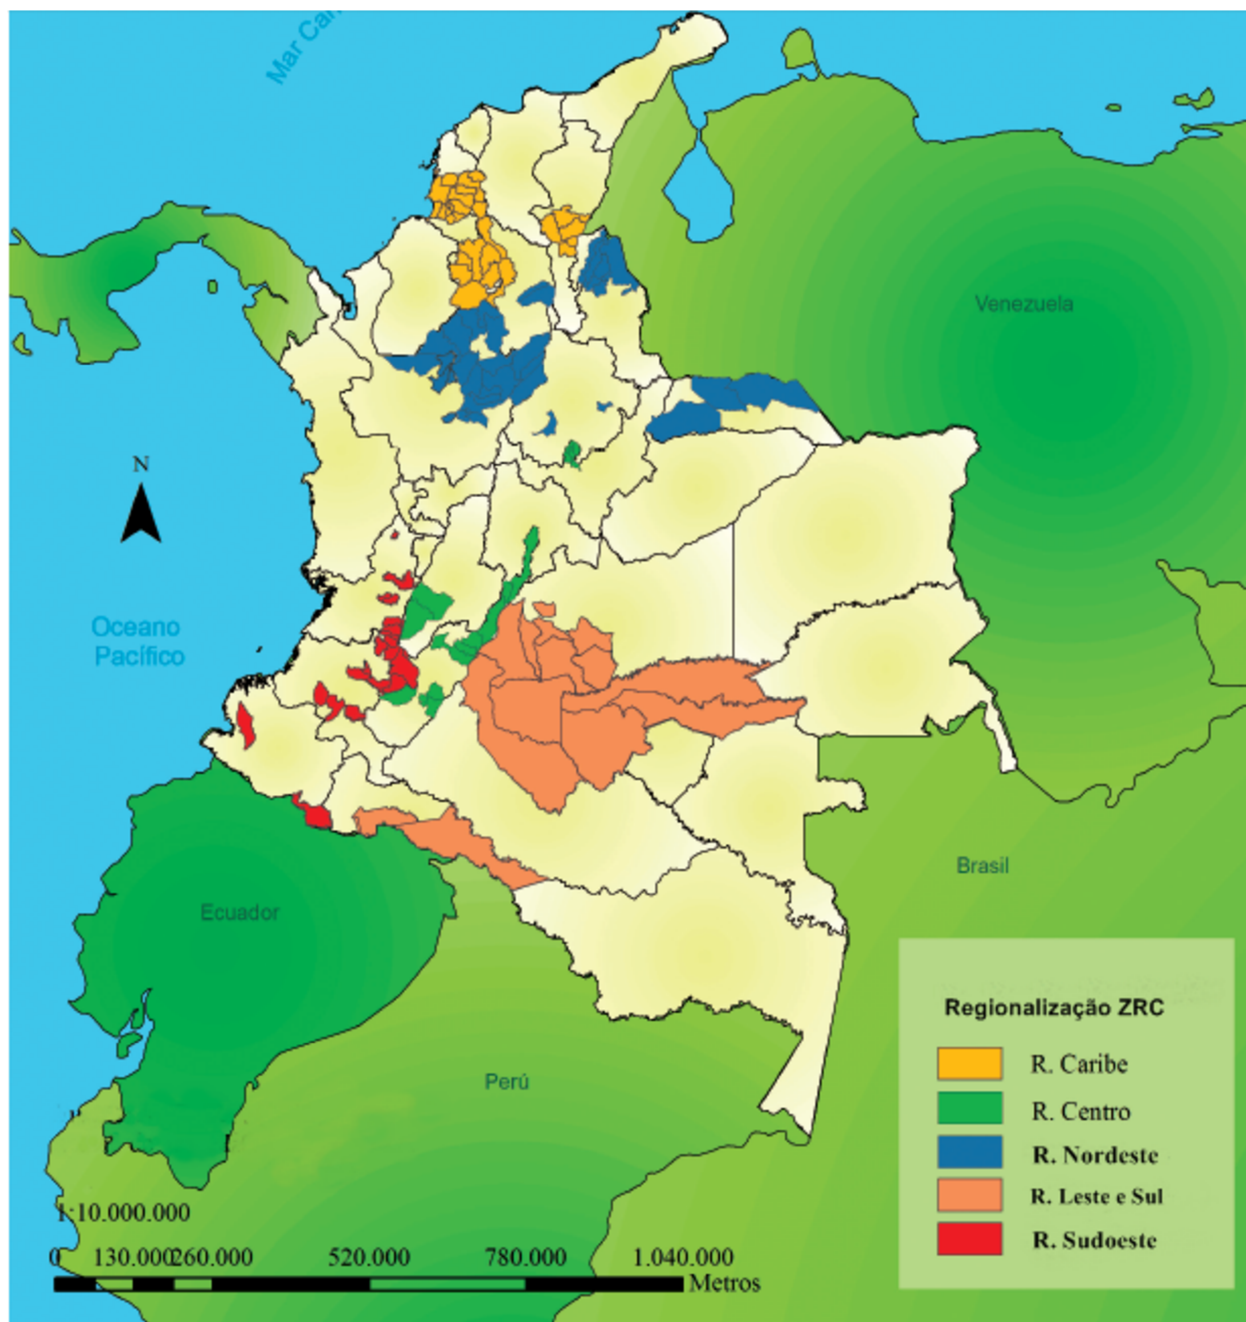 Mar Car
Venezuela
N
Oceano
Pacífico
Brasil
Ecuador
Perú
Regionalização ZRC
R. Caribe
R. Centro
R. Nordeste
R. Leste e Sul
R. Sudoeste
1:10.000.000
0 130.000 260.000 520.000 780.000 1.040.000
Metros